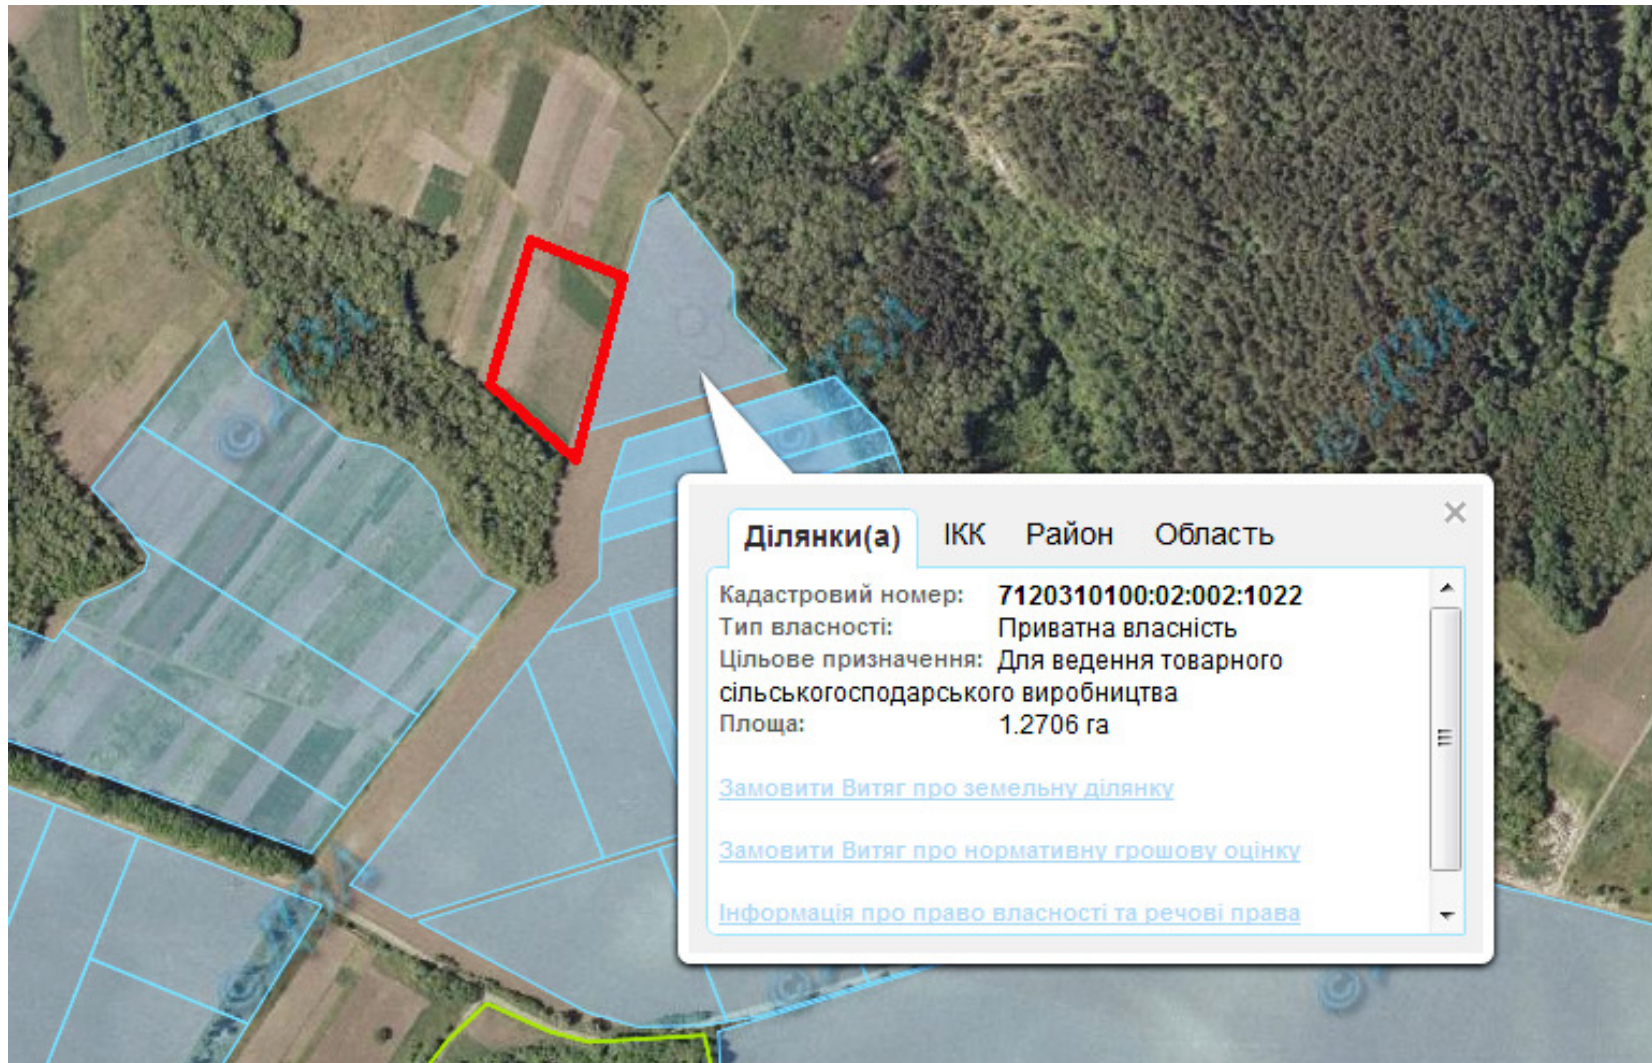 Ділянки(а) ІКК Район Область
Кадастровий номер: 7120310100:02:002:1022
Тип власності: Приватна власність
Цільове призначення: Для ведення товарного
сільськогосподарського виробництва
Площа: 1.2706 га
Замовити Витяг про земельну ділянку
Замовити Витяг про нормативну грошову оцінку
Інформація про право власності та речові права